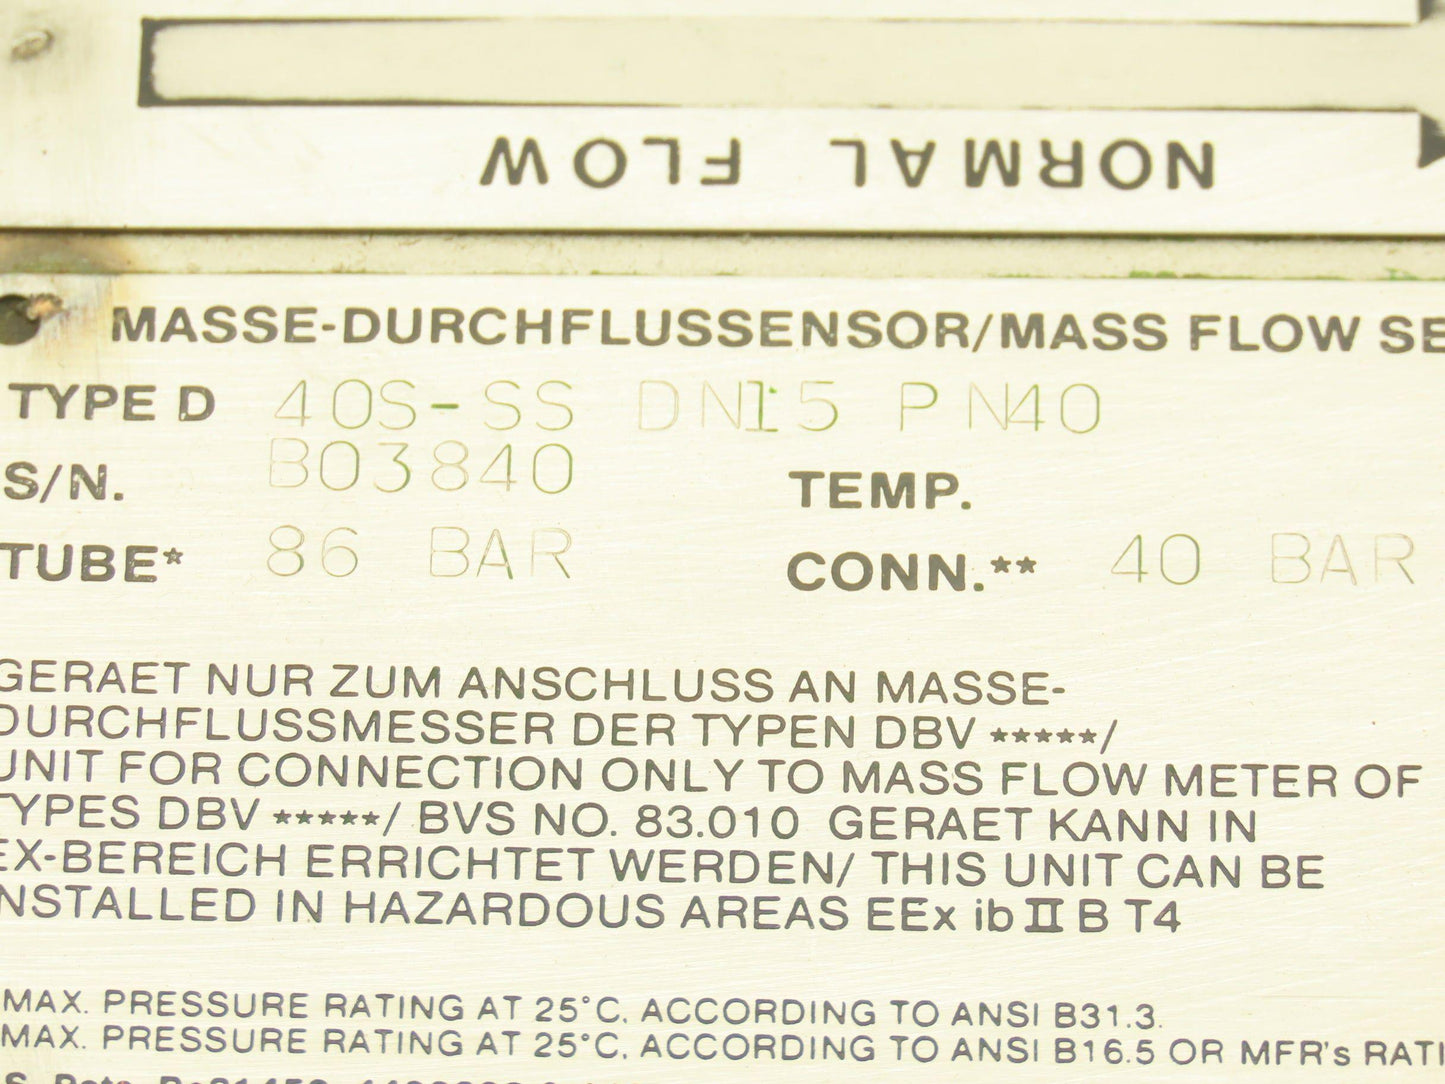 NORMAL FLOW
MASSE-DURCHFLUSSENSOR/MASS FLOW SE
TYPE D 40S-SS DN15 PN40
S/N. B03840 TEMP.
TUBE* 86 BAR CONN.** 40 BAR
GERAET NUR ZUM ANSCHLUSS AN MASSE-
DURCHFLUSSMESSER DER TYPEN DBV *****/
UNIT FOR CONNECTION ONLY TO MASS FLOW METER OF
TYPES DBV *****/ BVS NO. 83.010 GERAET KANN IN
EX-BEREICH ERRICHTET WERDEN/ THIS UNIT CAN BE
INSTALLED IN HAZARDOUS AREAS EEx ib II B T4
MAX. PRESSURE RATING AT 25°C, ACCORDING TO ANSI B31.3.
MAX. PRESSURE RATING AT 25°C, ACCORDING TO ANSI B16.5 OR MFR's RATI